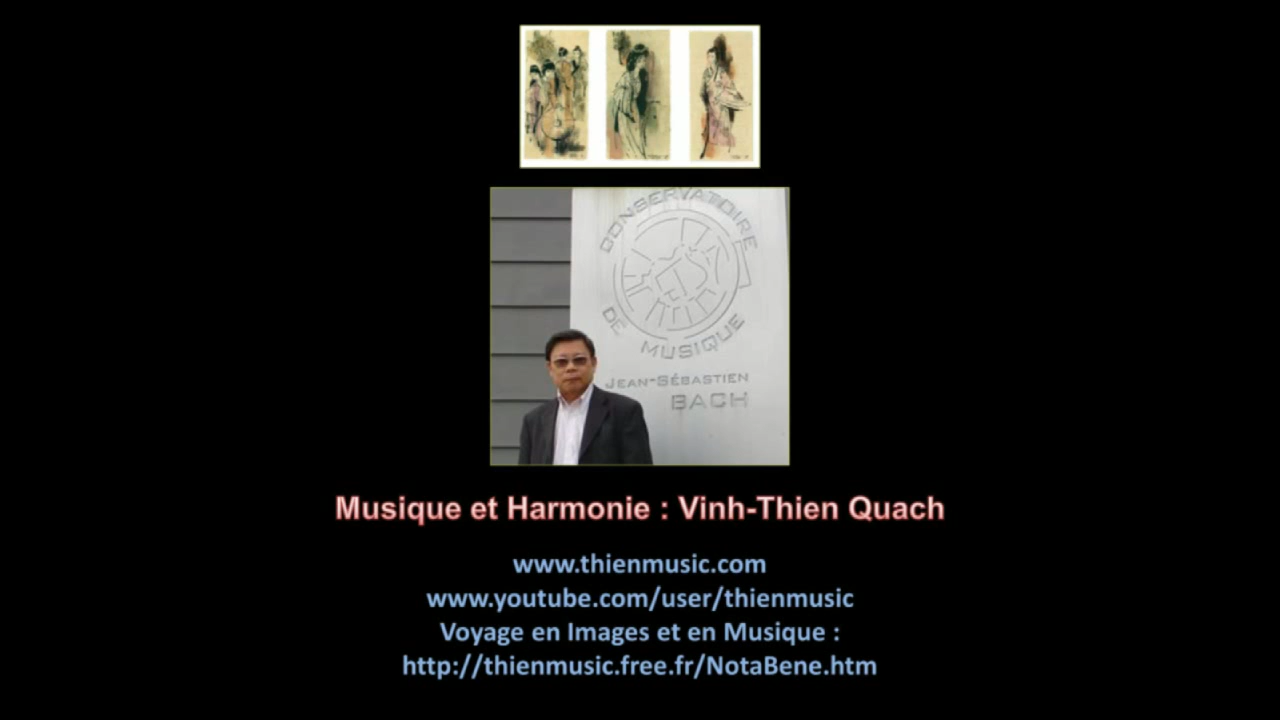 CONSERVATOIRE
DE MUSIQUE
JEAN-SÉBASTIEN
BACH
Musique et Harmonie : Vinh-Thien Quach
www.thienmusic.com
www.youtube.com/user/thienmusic
Voyage en Images et en Musique :
http://thienmusic.free.fr/NotaBene.htm